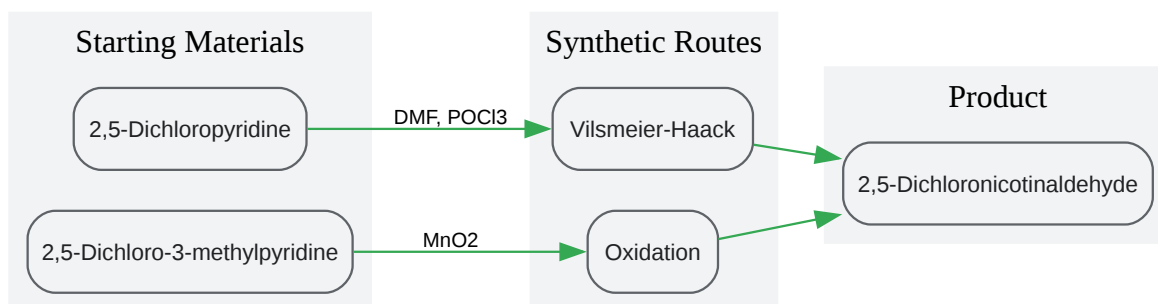 Starting Materials
Synthetic Routes
Product
2,5-Dichloropyridine
DMF, POCl3
Vilsmeier-Haack
2,5-Dichloronicotinaldehyde
2,5-Dichloro-3-methylpyridine
MnO2
Oxidation